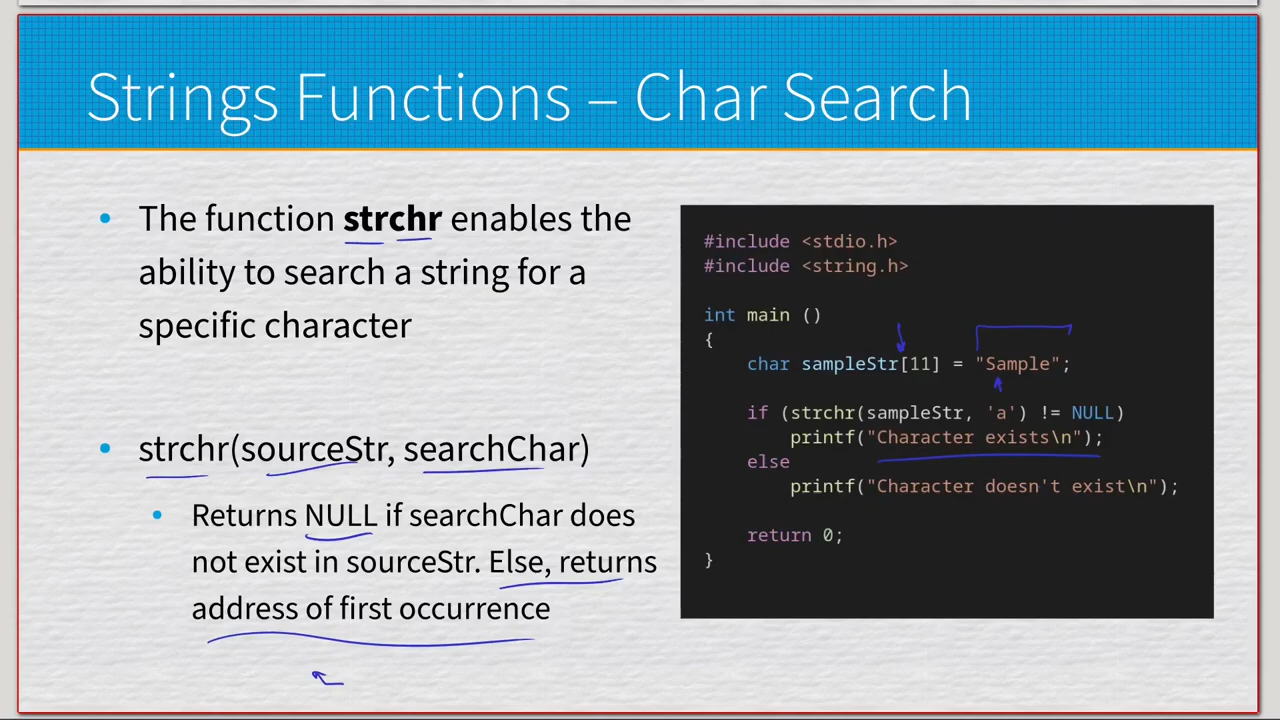 Strings Functions – Char Search
The function strchr enables the
ability to search a string for a
specific character
strchr(sourceStr, searchChar)
Returns NULL if searchChar does
not exist in sourceStr. Else, returns
address of first occurrence
#include <stdio.h>
#include <string.h>
int main ()
{
char sampleStr[11] = "Sample";
if (strchr(sampleStr, 'a') != NULL)
printf("Character exists\n");
else
printf("Character doesn't exist\n");
return 0;
}